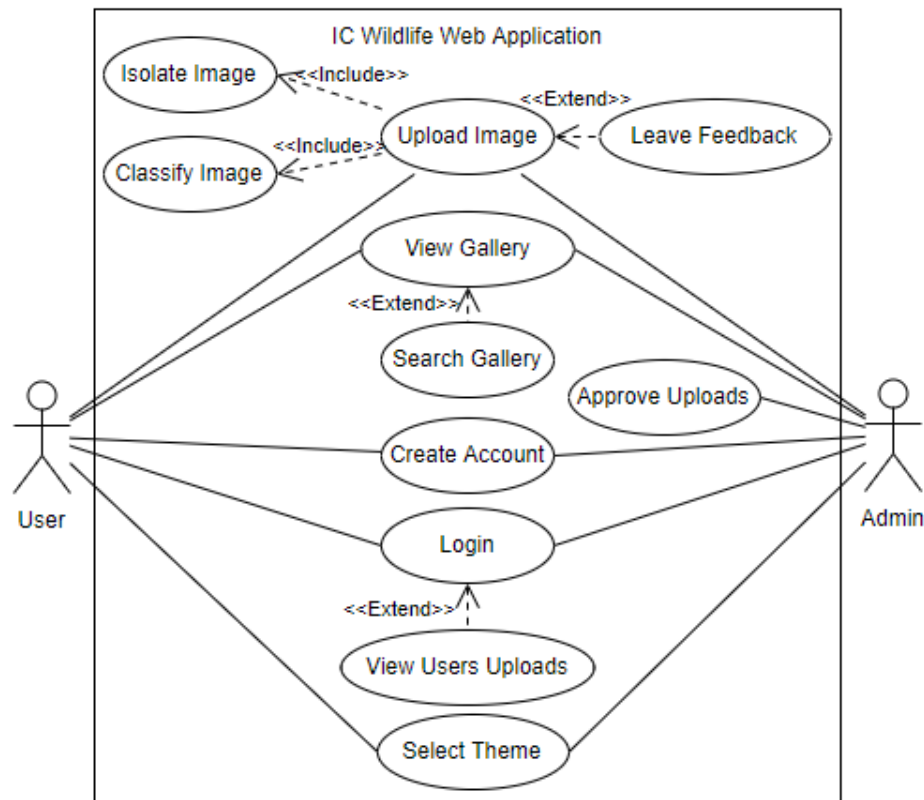 IC Wildlife Web Application
Isolate Image
<<Include>>
<<Extend>>
Upload Image
Leave Feedback
<<Include>>
Classify Image
View Gallery
<<Extend>>
Search Gallery
Approve Uploads
Create Account
User
Admin
Login
<<Extend>>
View Users Uploads
Select Theme